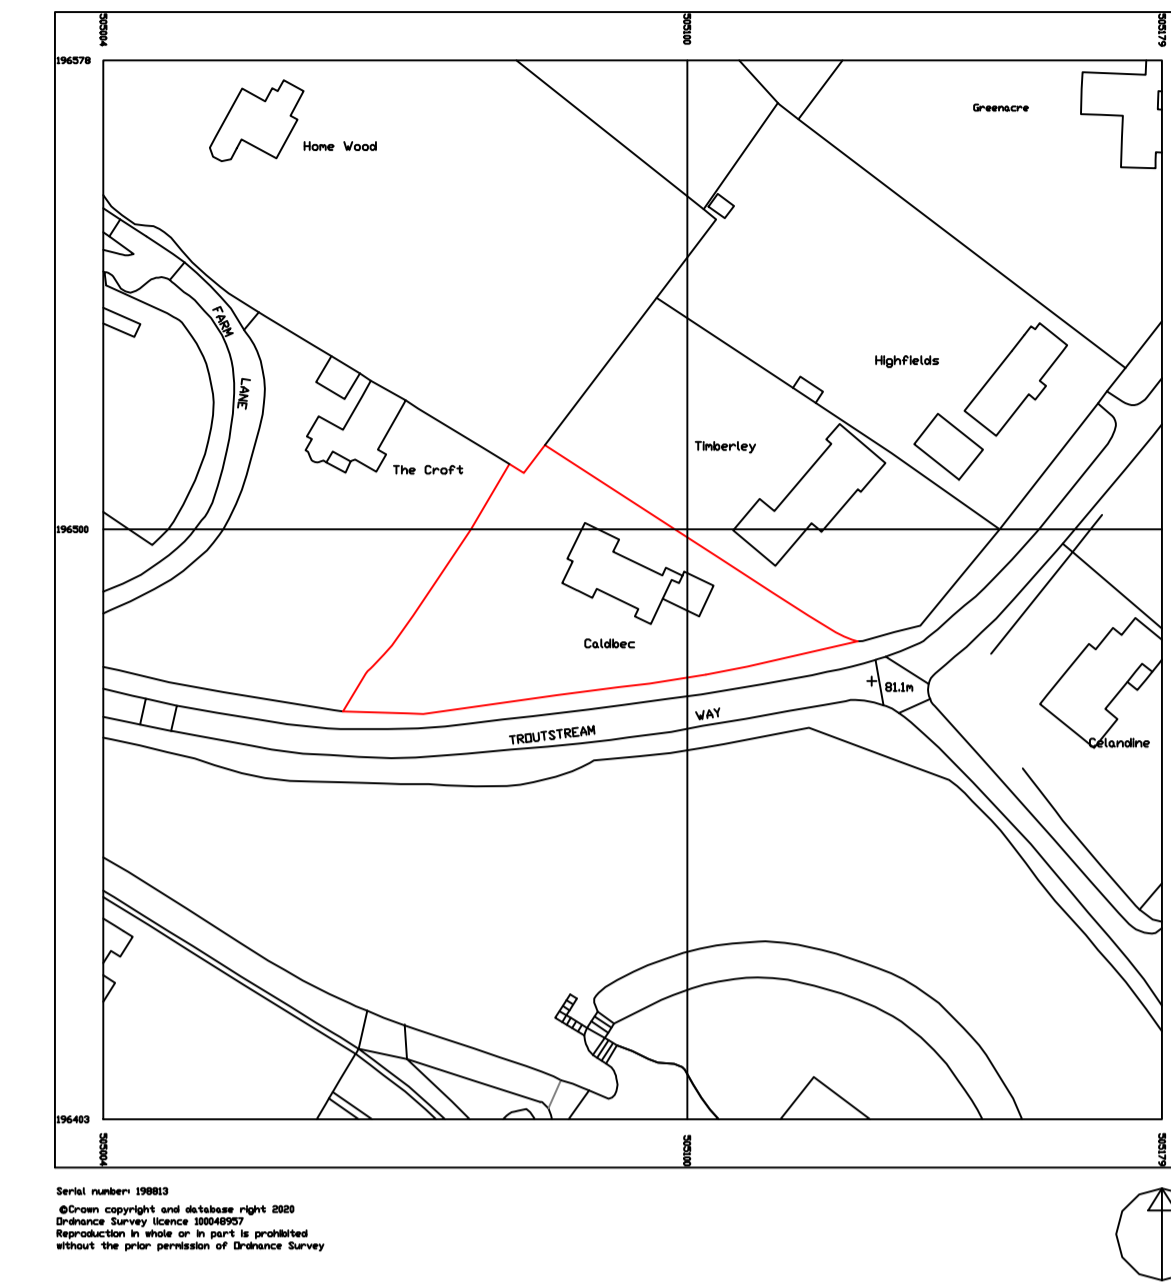 505004
505100
505179
196578
Greenacre
Home Wood
FARM
LANE
Highfields
Timberley
The Croft
196500
Caldbec
81.1m
WAY
TROUTSTREAM
Celandine
196403
505004
505100
505179
Serial number: 198813
©Crown copyright and database right 2020
Ordnance Survey licence 100048957
Reproduction in whole or in part is prohibited
without the prior permission of Ordnance Survey